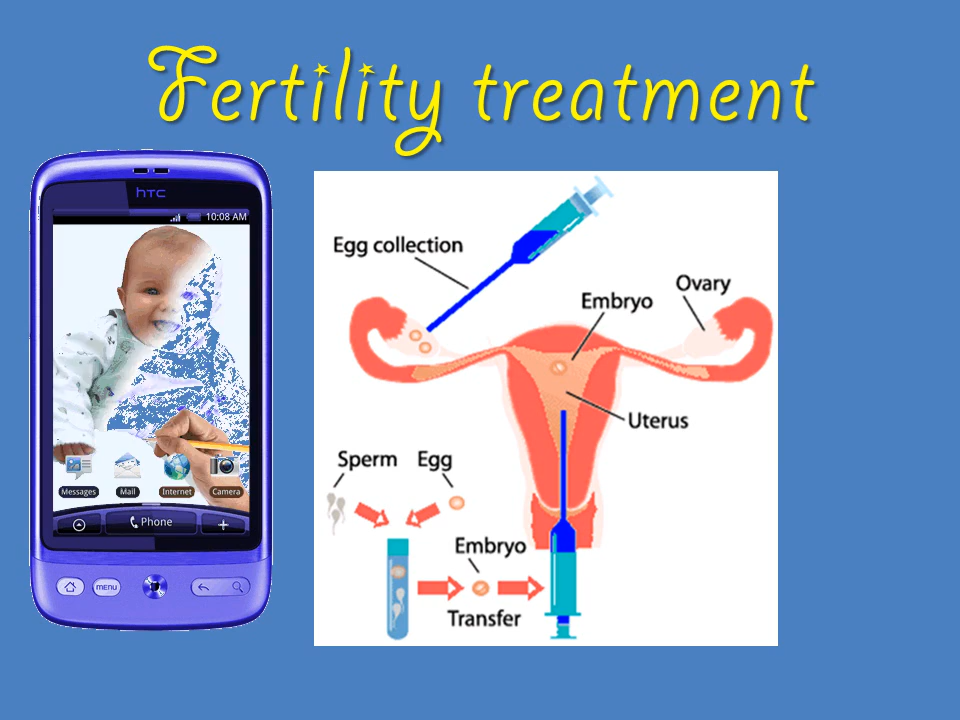 Fertility treatment
hTC
10:08 AM
Messages
Mail
Internet
Camera
Phone
MENU
Egg collection
Embryo
Ovary
Uterus
Sperm
Egg
Embryo
Transfer